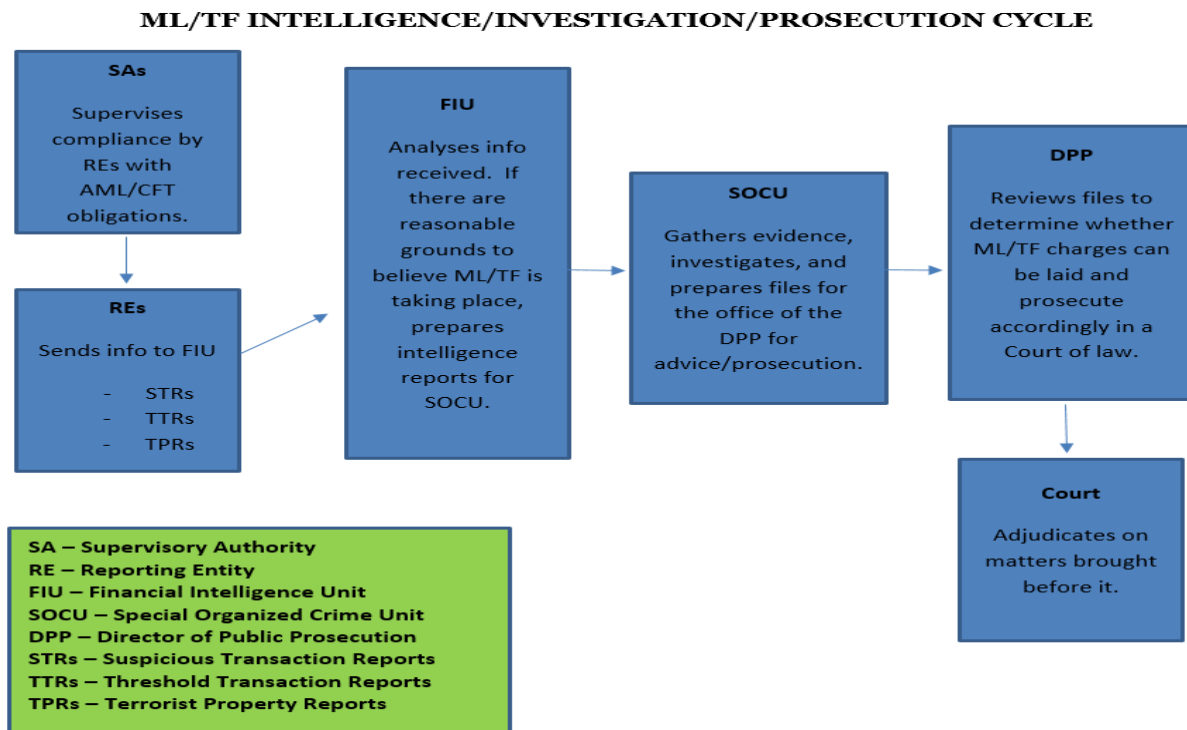 ML/TF INTELLIGENCE/INVESTIGATION/PROSECUTION CYCLE
SAs
Supervises
compliance by
REs with
AML/CFT
obligations.
REs
Sends info to FIU
- STRs
- TTRs
- TPRs
FIU
Analyses info
received. If
there are
reasonable
grounds to
believe ML/TF is
taking place,
prepares
intelligence
reports for
SOCU.
SOCU
Gathers evidence,
investigates, and
prepares files for
the office of the
DPP for
advice/prosecution.
DPP
Reviews files to
determine whether
ML/TF charges can
be laid and
prosecute
accordingly in a
Court of law.
Court
Adjudicates on
matters brought
before it.
SA – Supervisory Authority
RE – Reporting Entity
FIU – Financial Intelligence Unit
SOCU – Special Organized Crime Unit
DPP – Director of Public Prosecution
STRs – Suspicious Transaction Reports
TTRs – Threshold Transaction Reports
TPRs – Terrorist Property Reports